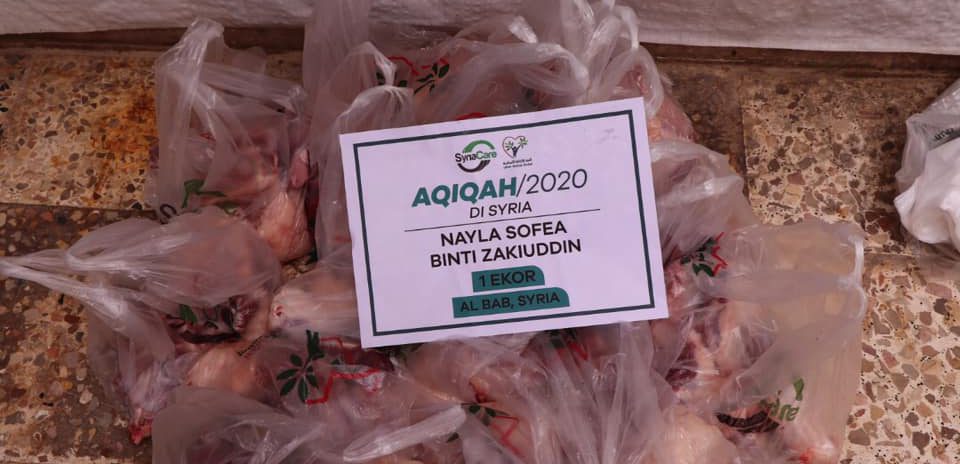 SynaCare
AQIQAH/2020
DI SYRIA
NAYLA SOFEA
BINTI ZAKIUDDIN
1 EKOR
AL BAB, SYRIA